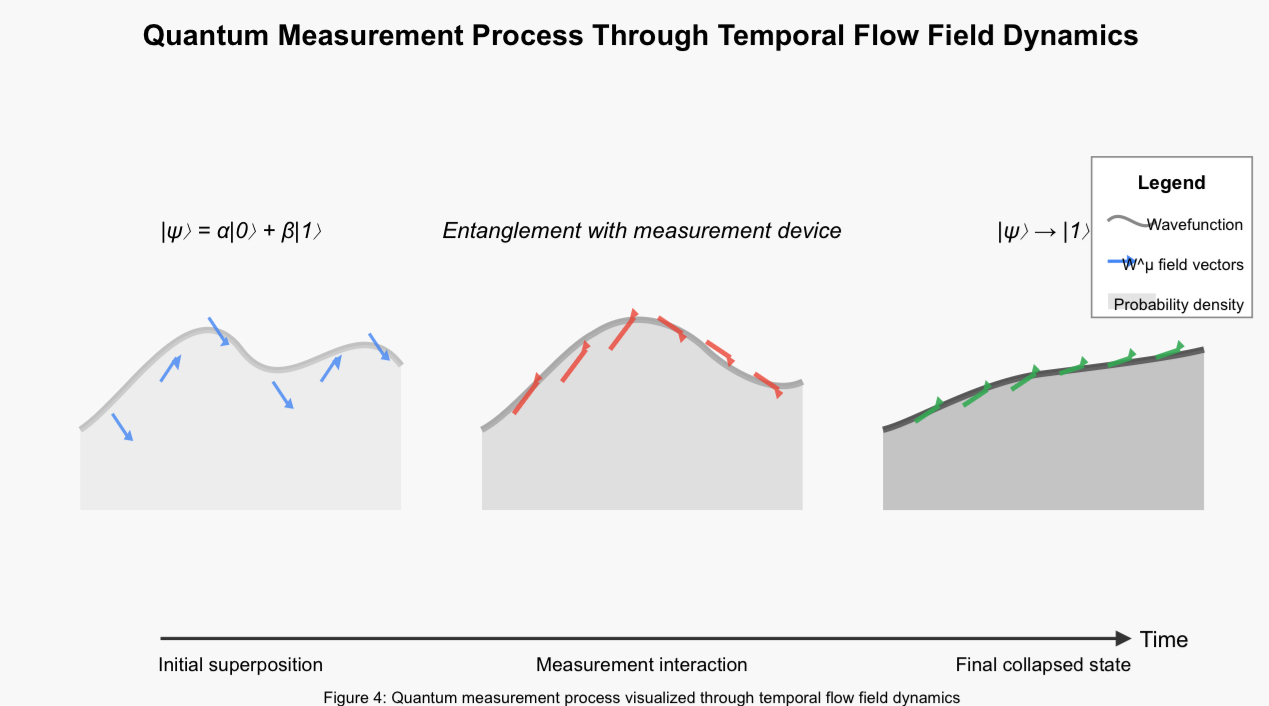 Quantum Measurement Process Through Temporal Flow Field Dynamics
|ψ⟩ = α|0⟩ + β|1⟩
Entanglement with measurement device
|ψ⟩ → |1⟩
Legend
Wavefunction
W^μ field vectors
Probability density
Time
Initial superposition
Measurement interaction
Final collapsed state
Figure 4: Quantum measurement process visualized through temporal flow field dynamics